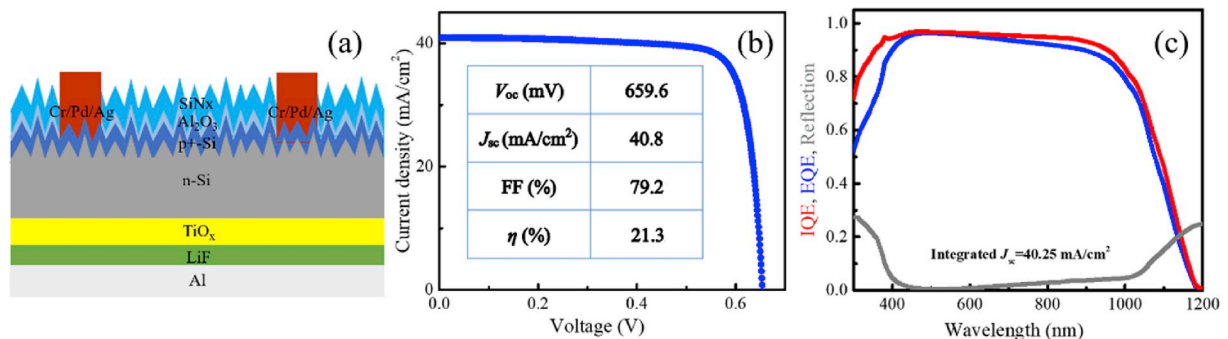 (a)
Cr/Pd/Ag
SiNx
Cr/Pd/Ag
Al₂O₃
p+-Si
n-Si
TiOₓ
LiF
Al
(b)
Current density (mA/cm²)
40
20
0
0.0 0.2 0.4 0.6
Voltage (V)
Voc (mV) 659.6
Jsc (mA/cm²) 40.8
FF (%) 79.2
η (%) 21.3
(c)
IQE, EQE, Reflection
1.0
0.8
0.6
0.4
0.2
0.0
Integrated Jsc=40.25 mA/cm²
400 600 800 1000 1200
Wavelength (nm)